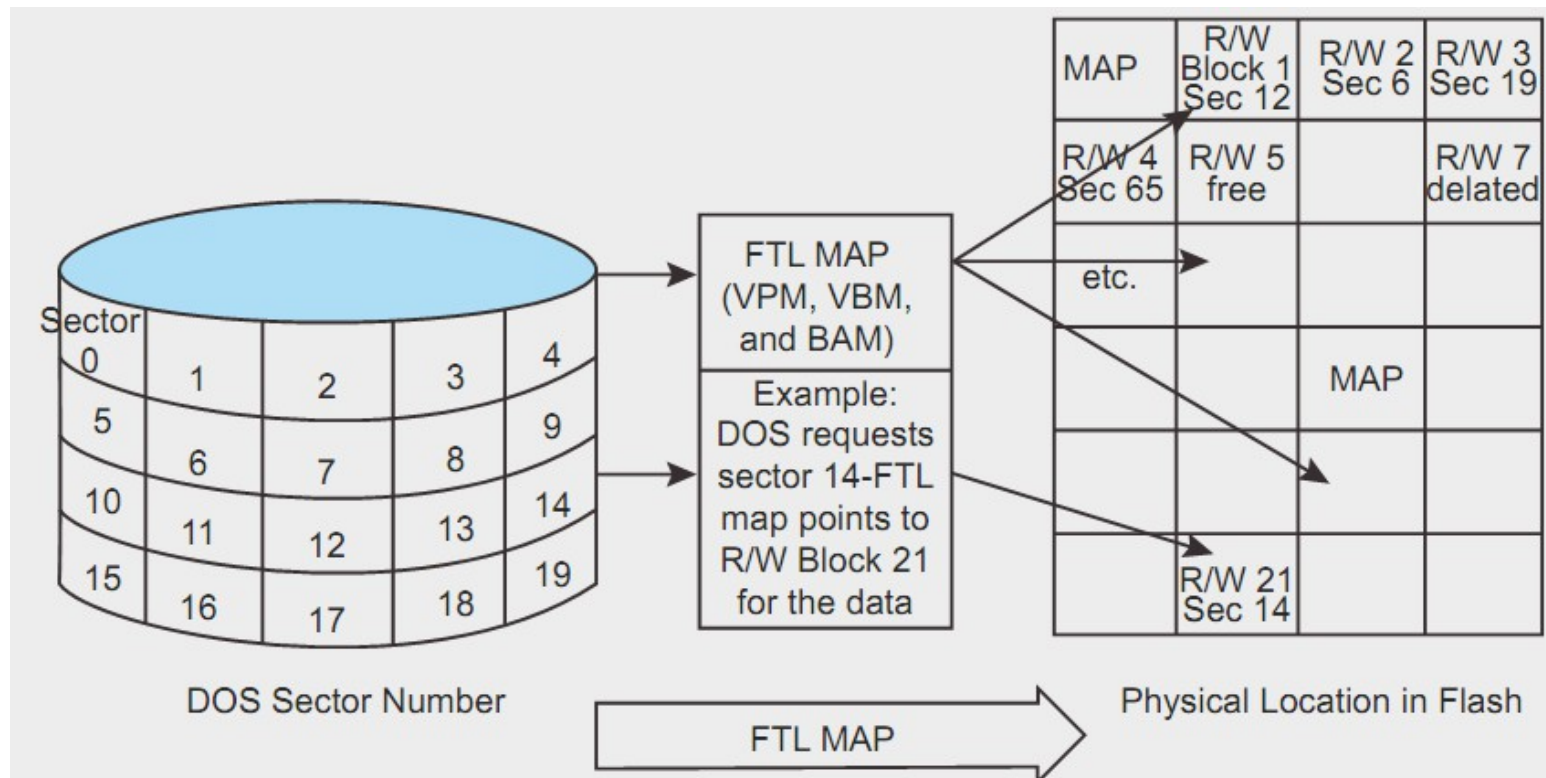 Sector
0
1
2
3
4
5
6
7
8
9
10
11
12
13
14
15
16
17
18
19
DOS Sector Number
FTL MAP
(VPM, VBM,
and BAM)
Example:
DOS requests
sector 14-FTL
map points to
R/W Block 21
for the data
FTL MAP
MAP
R/W
Block 1
Sec 12
R/W 2
Sec 6
R/W 3
Sec 19
R/W 4
Sec 65
R/W 5
free
R/W 7
delated
etc.
MAP
R/W 21
Sec 14
Physical Location in Flash